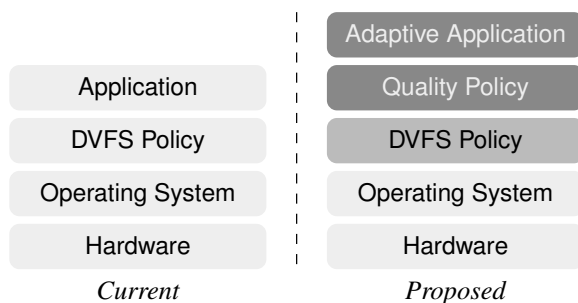 Application
DVFS Policy
Operating System
Hardware
Current
Adaptive Application
Quality Policy
DVFS Policy
Operating System
Hardware
Proposed